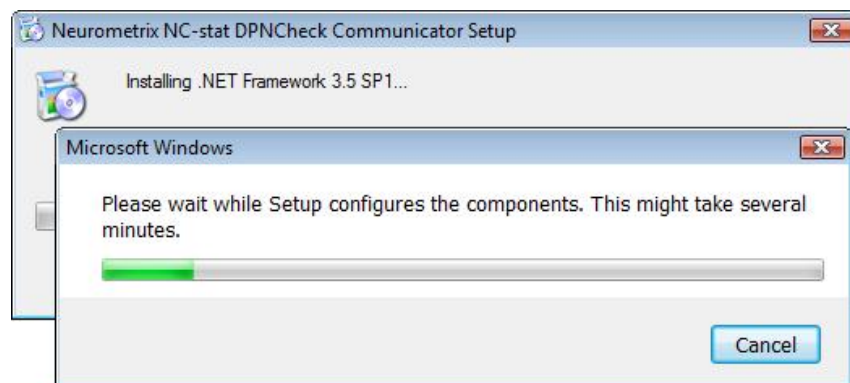 Neurometrix NC-stat DPNCheck Communicator Setup
Installing .NET Framework 3.5 SP1...
Microsoft Windows
Please wait while Setup configures the components. This might take several
minutes.
Cancel